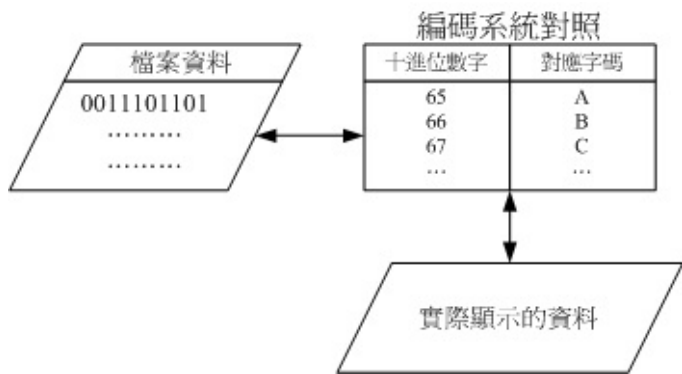 編碼系統對照
檔案資料
0011101101
………
………
十進位數字 對應字碼
65 A
66 B
67 C
… …
實際顯示的資料